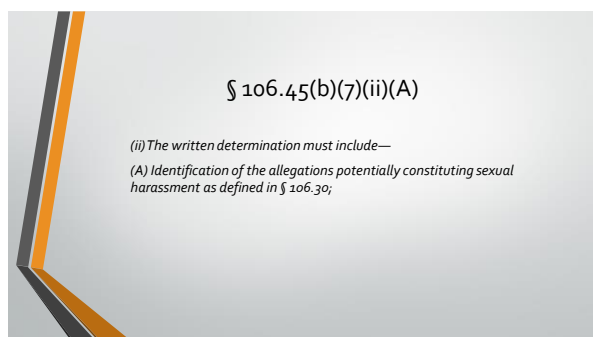 § 106.45(b)(7)(ii)(A)
(ii) The written determination must include—
(A) Identification of the allegations potentially constituting sexual
harassment as defined in § 106.30;